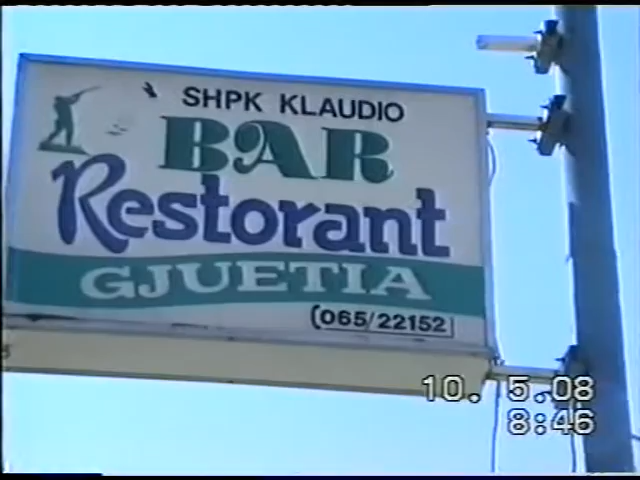 SHPK KLAUDIO
BAR
Restorant
GJUETIA
(065/22152
10. 5.08
8:46